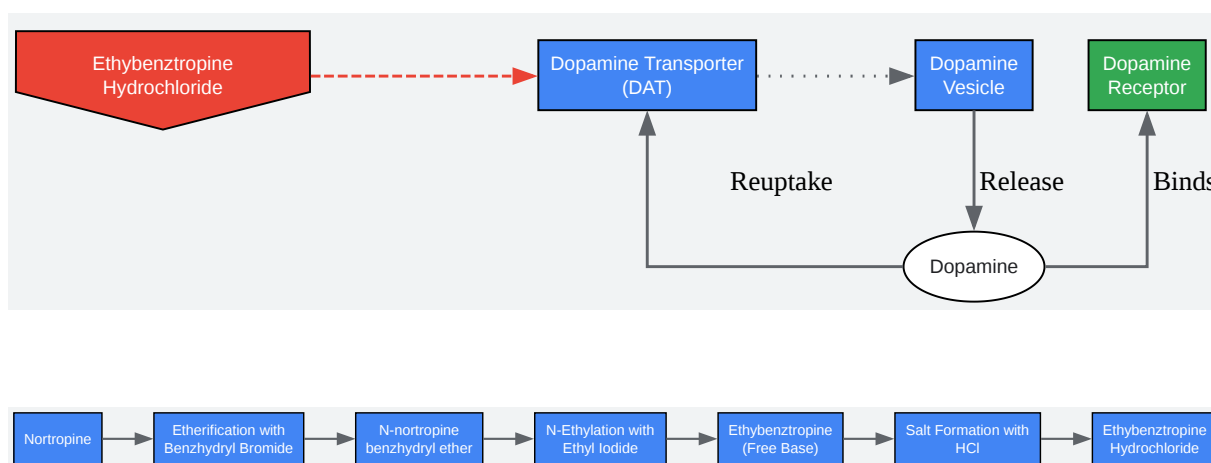 Ethybenztropine
Hydrochloride
Dopamine Transporter
(DAT)
Dopamine
Vesicle
Dopamine
Receptor
Reuptake
Release
Binds
Dopamine
Nortropine
Etherification with
Benzhydryl Bromide
N-nortropine
benzhydryl ether
N-Ethylation with
Ethyl Iodide
Ethybenztropine
(Free Base)
Salt Formation with
HCl
Ethybenztropine
Hydrochloride